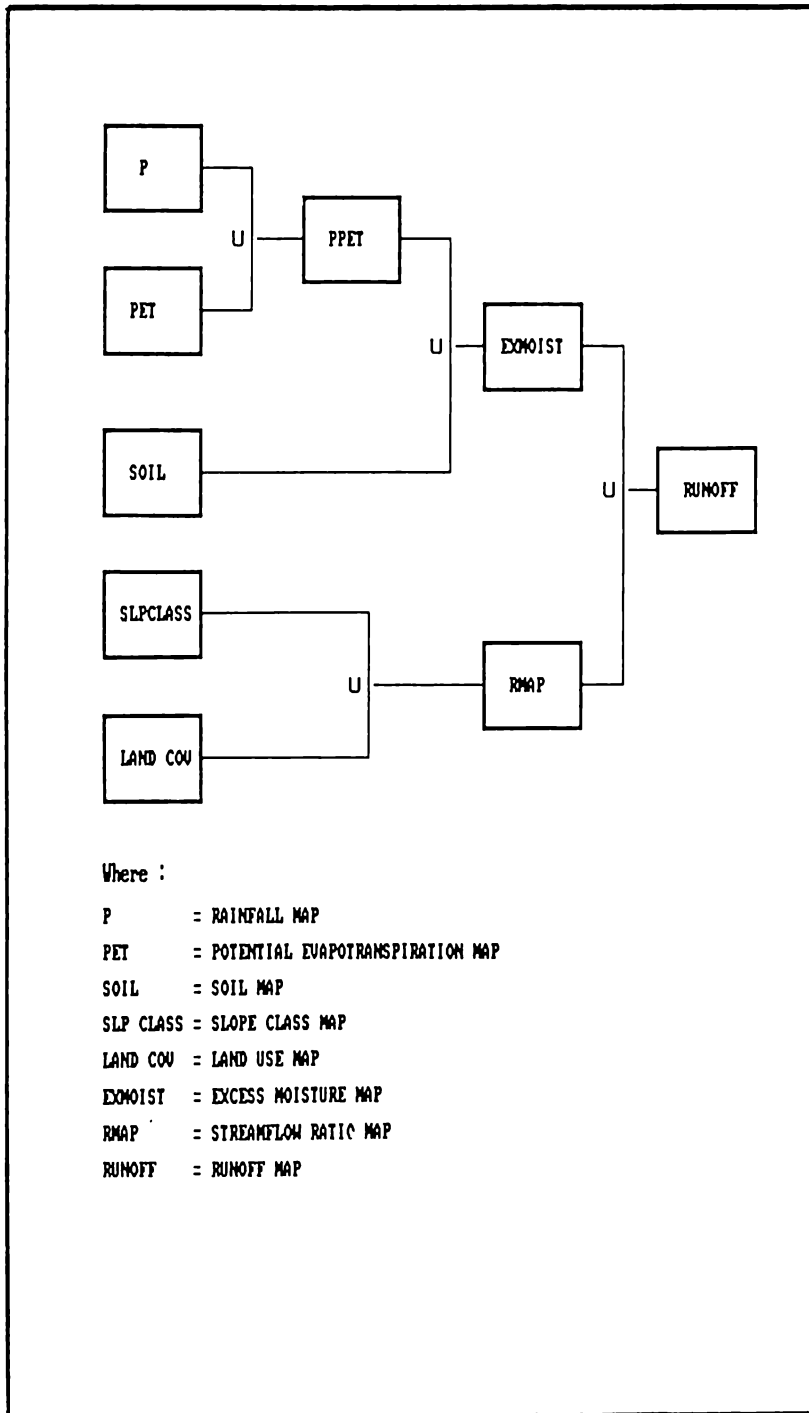 P
U
PPET
PET
U
EXMOIST
SOIL
U
RUNOFF
SLPCLASS
U
RMAP
LAND COV
Where :
P = RAINFALL MAP
PET = POTENTIAL EVAPOTRANSPIRATION MAP
SOIL = SOIL MAP
SLP CLASS = SLOPE CLASS MAP
LAND COV = LAND USE MAP
EXMOIST = EXCESS MOISTURE MAP
RMAP = STREAMFLOW RATIO MAP
RUNOFF = RUNOFF MAP